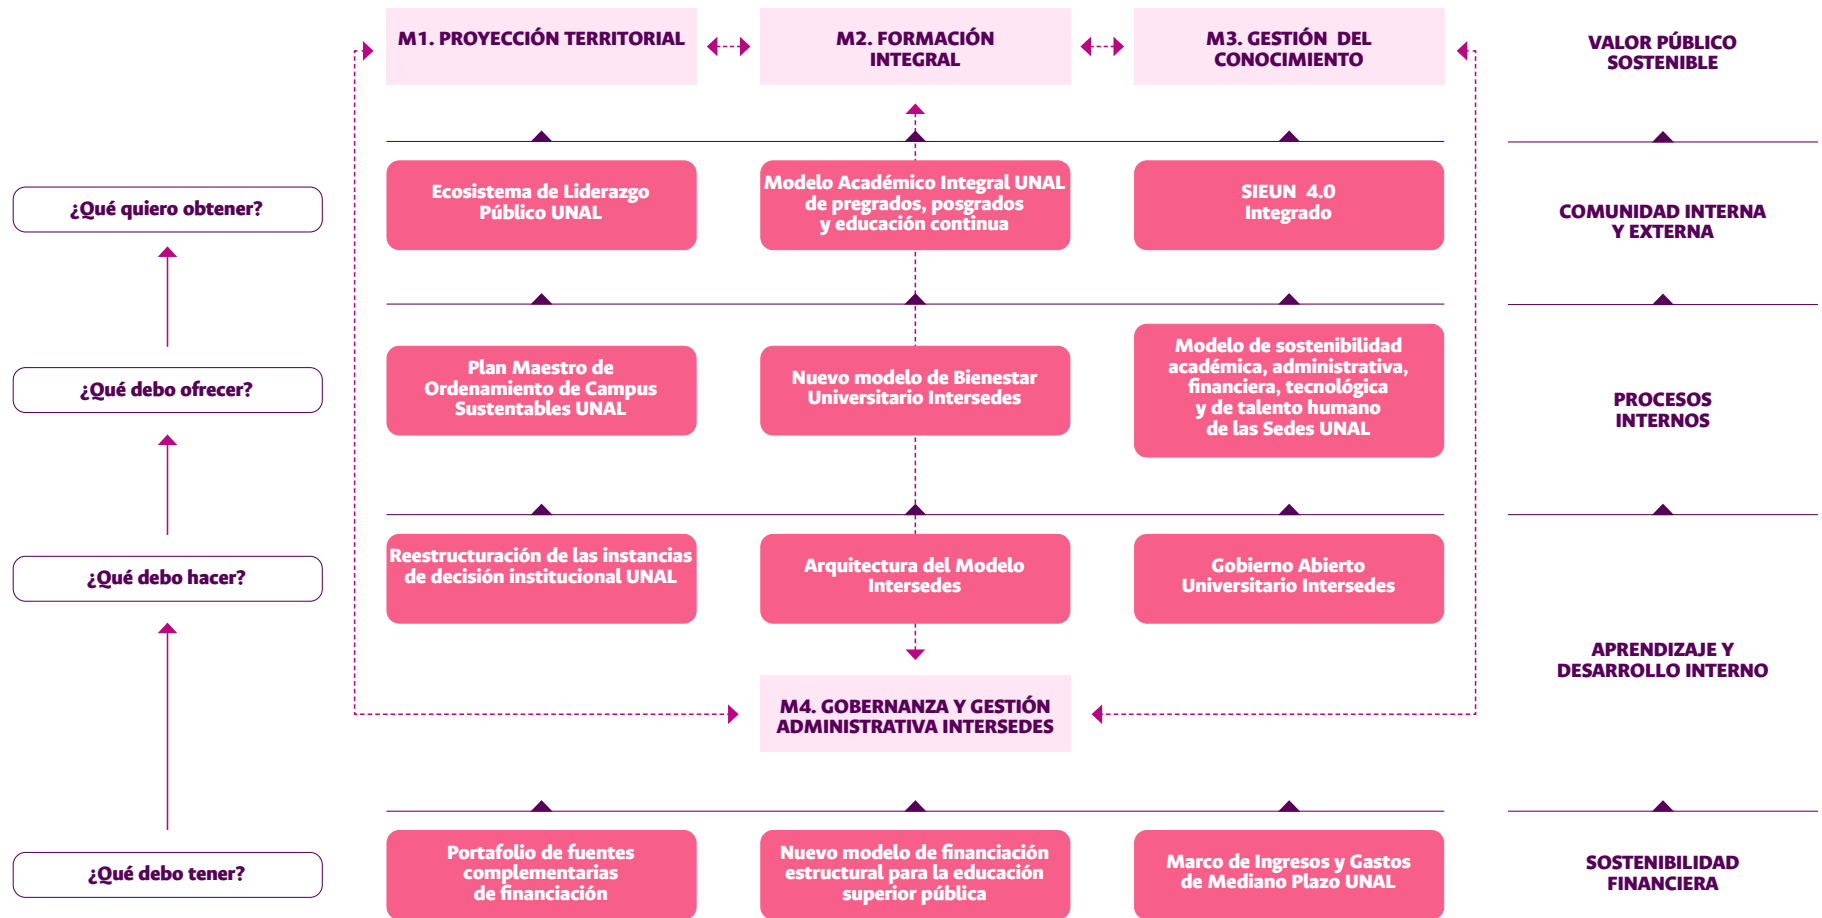 M1. PROYECCIÓN TERRITORIAL
M2. FORMACIÓN
INTEGRAL
M3. GESTIÓN DEL
CONOCIMIENTO
VALOR PÚBLICO
SOSTENIBLE
¿Qué quiero obtener?
Ecosistema de Liderazgo
Público UNAL
Modelo Académico Integral UNAL
de pregrados, posgrados
y educación continua
SIEUN 4.0
Integrado
COMUNIDAD INTERNA
Y EXTERNA
¿Qué debo ofrecer?
Plan Maestro de
Ordenamiento de Campus
Sustentables UNAL
Nuevo modelo de Bienestar
Universitario Intersedes
Modelo de sostenibilidad
académica, administrativa,
financiera, tecnológica
y de talento humano
de las Sedes UNAL
PROCESOS
INTERNOS
¿Qué debo hacer?
Reestructuración de las instancias
de decisión institucional UNAL
Arquitectura del Modelo
Intersedes
Gobierno Abierto
Universitario Intersedes
APRENDIZAJE Y
DESARROLLO INTERNO
M4. GOBERNANZA Y GESTIÓN
ADMINISTRATIVA INTERSEDES
¿Qué debo tener?
Portafolio de fuentes
complementarias
de financiación
Nuevo modelo de financiación
estructural para la educación
superior pública
Marco de Ingresos y Gastos
de Mediano Plazo UNAL
SOSTENIBILIDAD
FINANCIERA